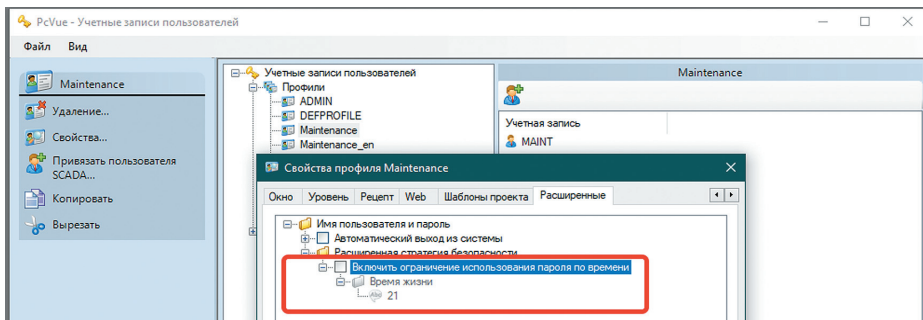 PcVue - Учетные записи пользователей
Файл Вид
Maintenance
Удаление...
Свойства...
Привязать пользователя
SCADA...
Копировать
Вырезать
Учетные записи пользователей
Профили
ADMIN
DEFPROFILE
Maintenance
Maintenance_en
Maintenance
Учетная запись
MAINT
Свойства профиля Maintenance
Окно Уровень Рецепт Web Шаблоны проекта Расширенные
Имя пользователя и пароль
Автоматический выход из системы
Расширенная стратегия безопасности
Включить ограничение использования пароля по времени
Время жизни
Abc 21